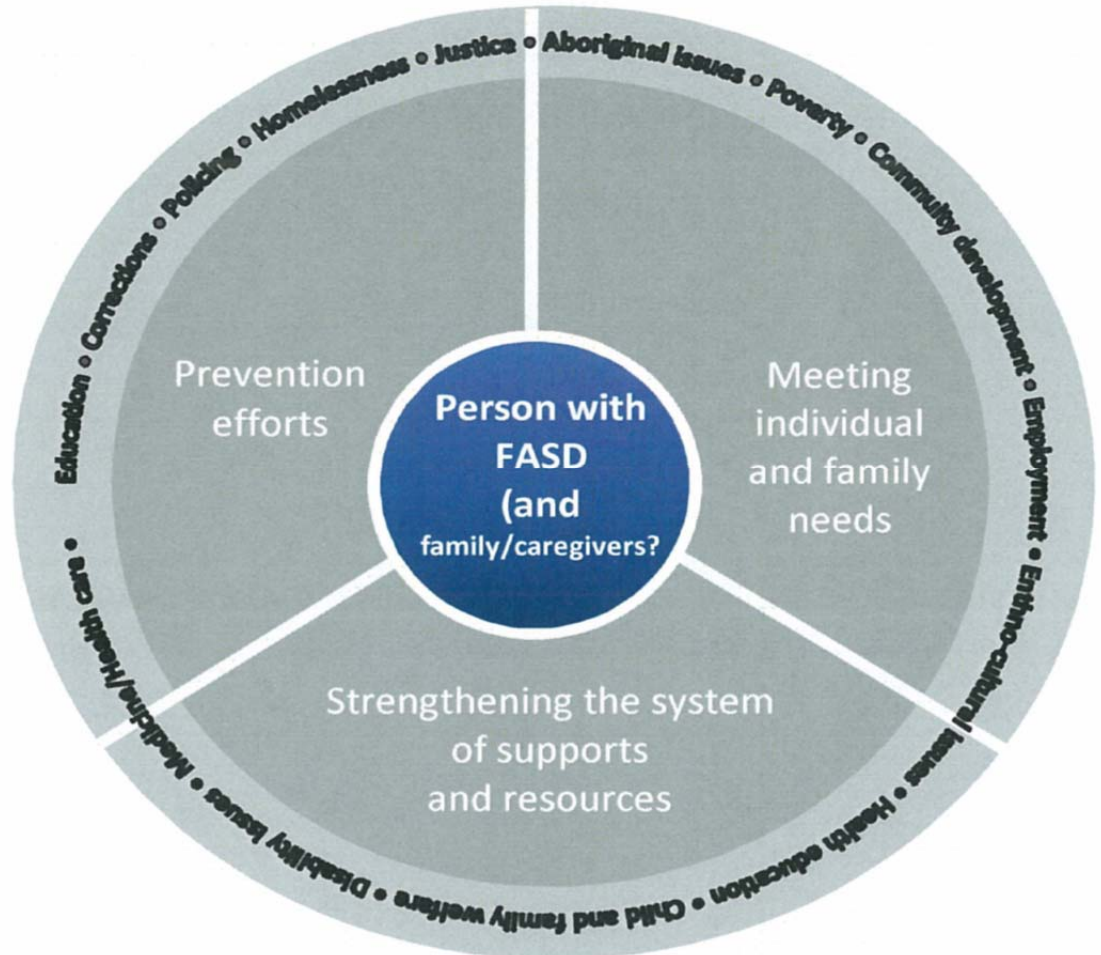 Education • Corrections • Policing • Homelessness • Justice • Aboriginal issues • Poverty • Commuity development • Employment • Enthno-cultural issues • Health education • Child and family welfare • Disability issues • Medicine/Health care •
Prevention
efforts
Person with
FASD
(and
family/caregivers?
Meeting
individual
and family
needs
Strengthening the system
of supports
and resources